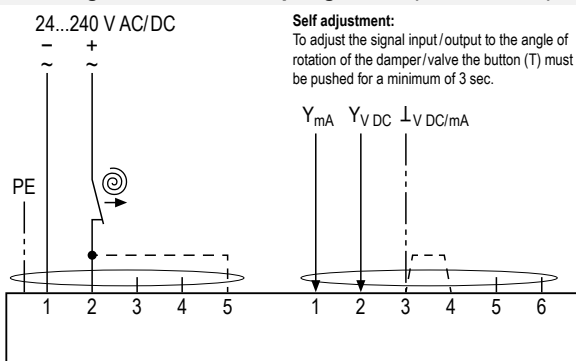 24...240 V AC/DC
− +
~ ~
Self adjustment:
To adjust the signal input/output to the angle of
rotation of the damper/valve the button (T) must
be pushed for a minimum of 3 sec.
YmA YV DC ⊥V DC/mA
PE
1 2 3 4 5
1 2 3 4 5 6